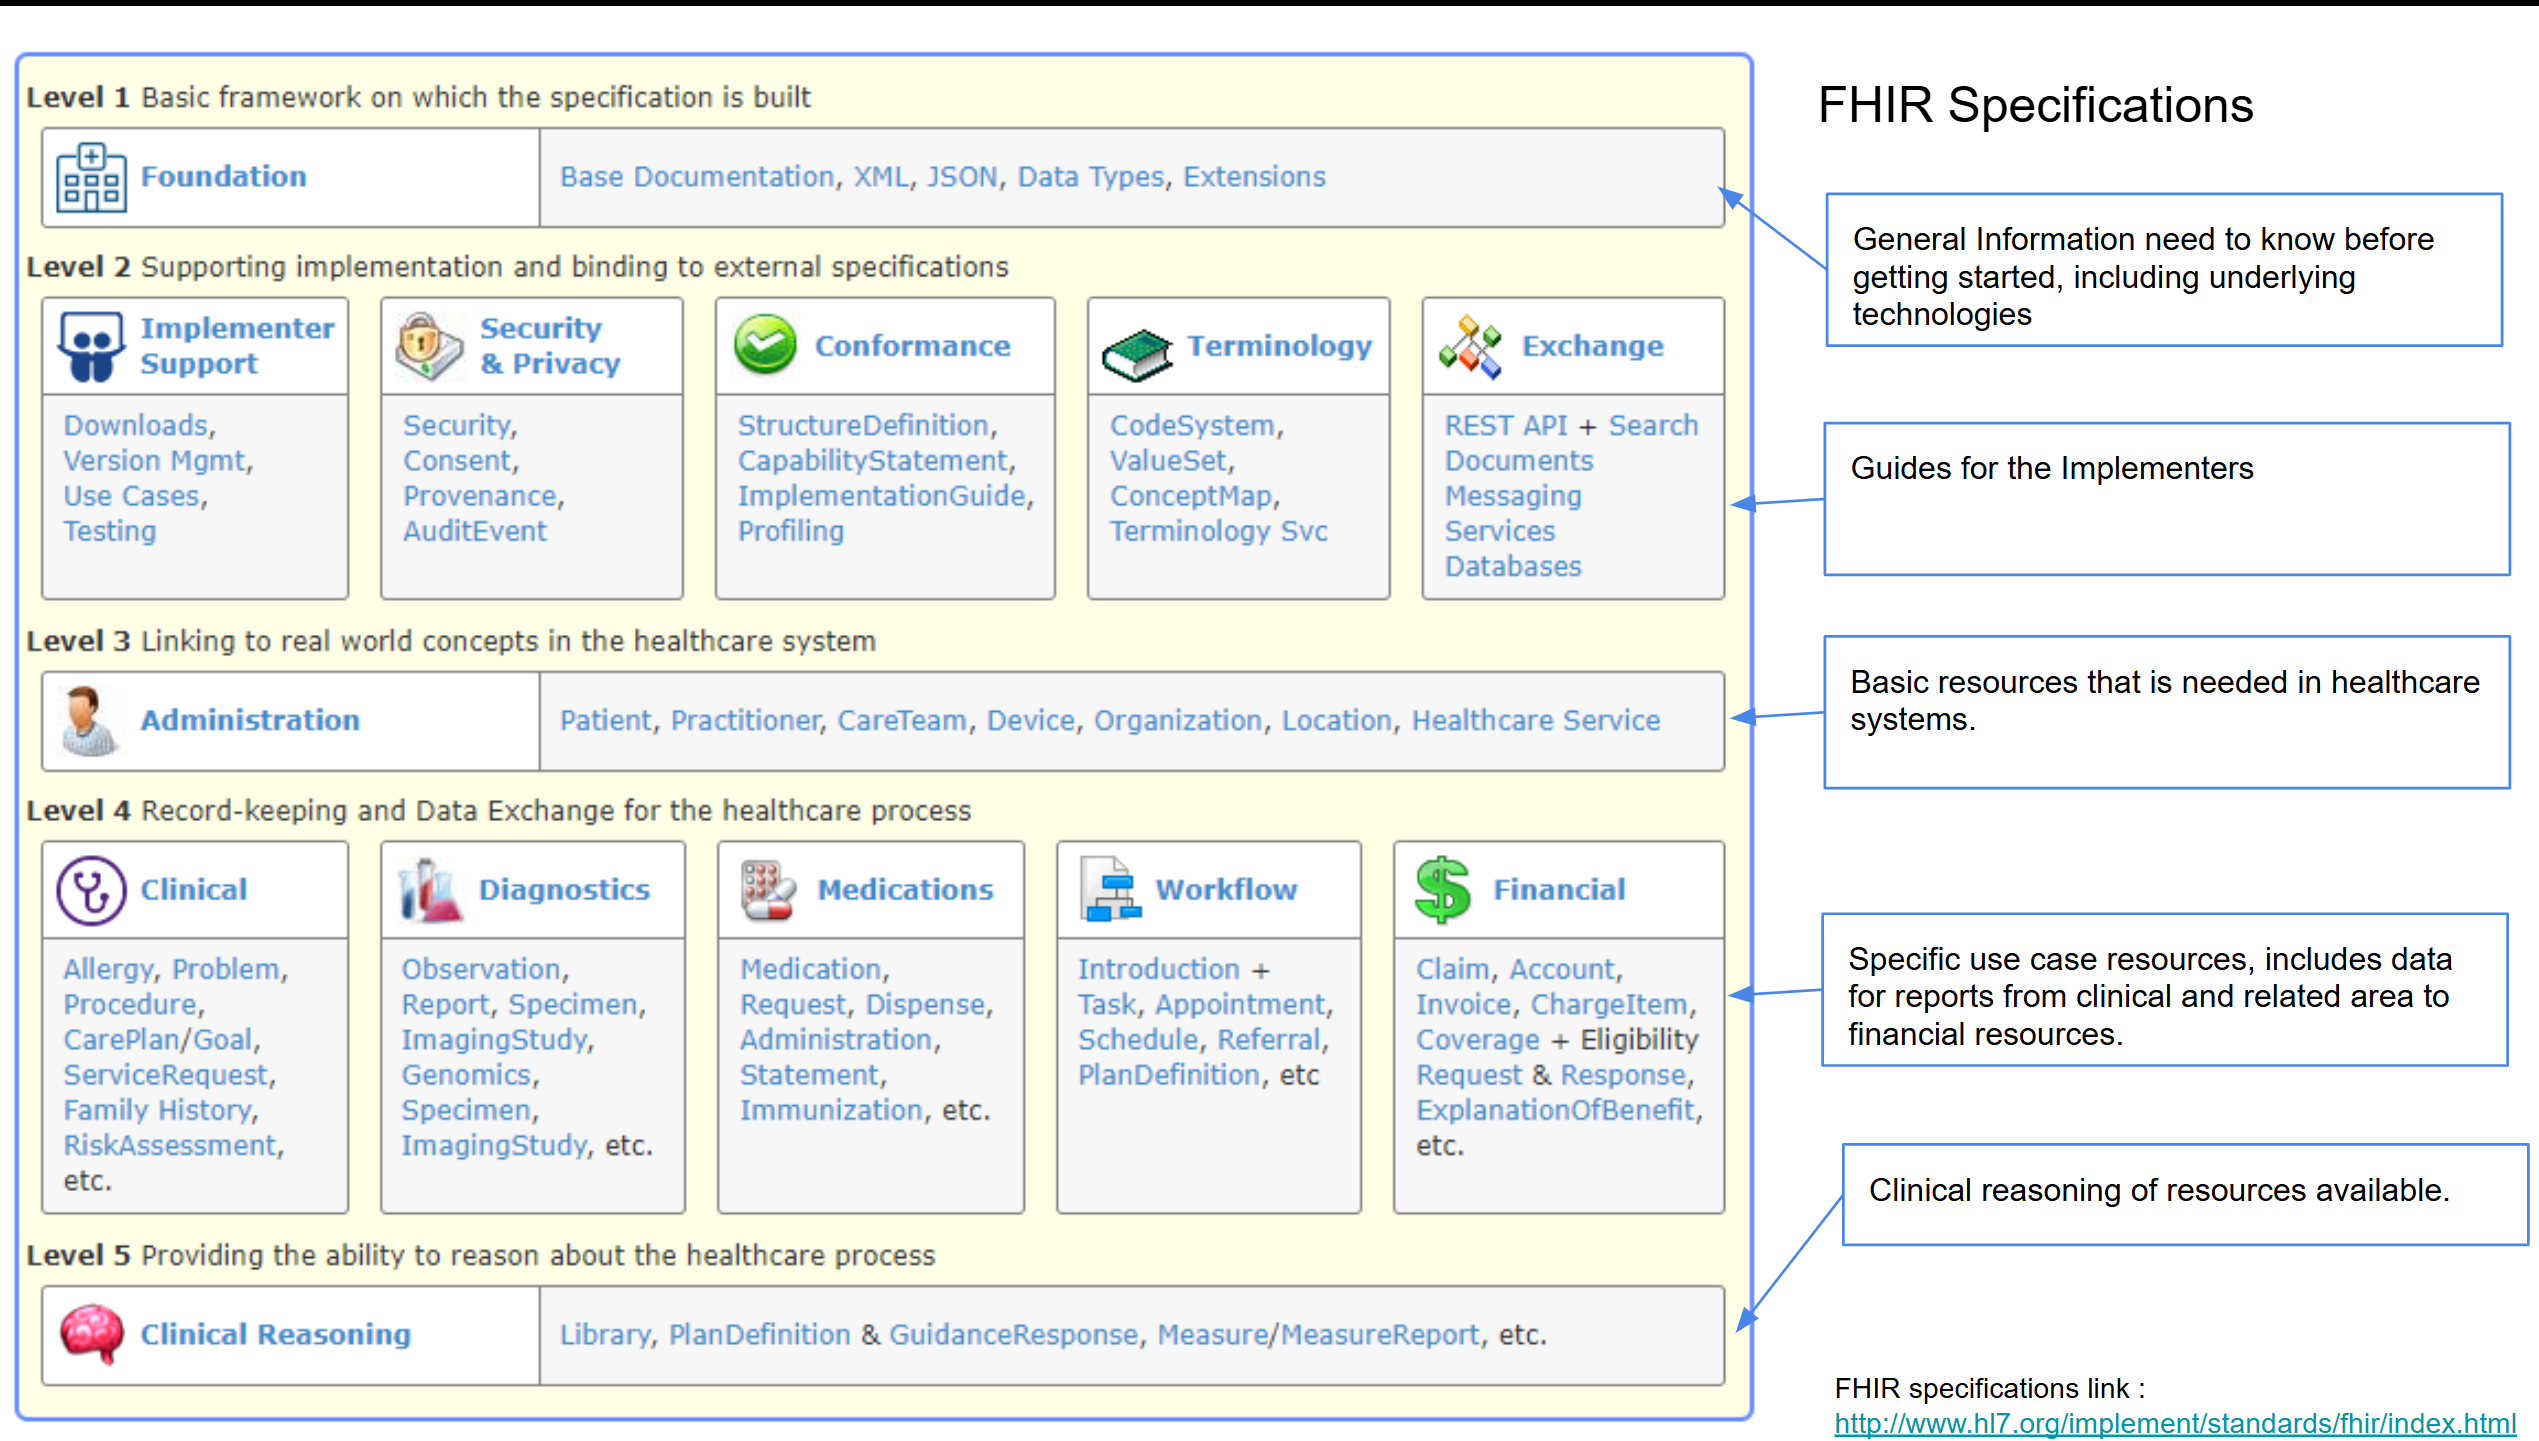 Level 1 Basic framework on which the specification is built
Foundation
Base Documentation, XML, JSON, Data Types, Extensions
Level 2 Supporting implementation and binding to external specifications
Implementer
Support
Downloads,
Version Mgmt,
Use Cases,
Testing
Security
& Privacy
Security,
Consent,
Provenance,
AuditEvent
Conformance
StructureDefinition,
CapabilityStatement,
ImplementationGuide,
Profiling
Terminology
CodeSystem,
ValueSet,
ConceptMap,
Terminology Svc
Exchange
REST API + Search
Documents
Messaging
Services
Databases
Level 3 Linking to real world concepts in the healthcare system
Administration
Patient, Practitioner, CareTeam, Device, Organization, Location, Healthcare Service
Level 4 Record-keeping and Data Exchange for the healthcare process
Clinical
Allergy, Problem,
Procedure,
CarePlan/Goal,
ServiceRequest,
Family History,
RiskAssessment,
etc.
Diagnostics
Observation,
Report, Specimen,
ImagingStudy,
Genomics,
Specimen,
ImagingStudy, etc.
Medications
Medication,
Request, Dispense,
Administration,
Statement,
Immunization, etc.
Workflow
Introduction +
Task, Appointment,
Schedule, Referral,
PlanDefinition, etc
Financial
Claim, Account,
Invoice, ChargeItem,
Coverage + Eligibility
Request & Response,
ExplanationOfBenefit,
etc.
Level 5 Providing the ability to reason about the healthcare process
Clinical Reasoning
Library, PlanDefinition & GuidanceResponse, Measure/MeasureReport, etc.
FHIR Specifications
General Information need to know before
getting started, including underlying
technologies
Guides for the Implementers
Basic resources that is needed in healthcare
systems.
Specific use case resources, includes data
for reports from clinical and related area to
financial resources.
Clinical reasoning of resources available.
FHIR specifications link :
http://www.hl7.org/implement/standards/fhir/index.html